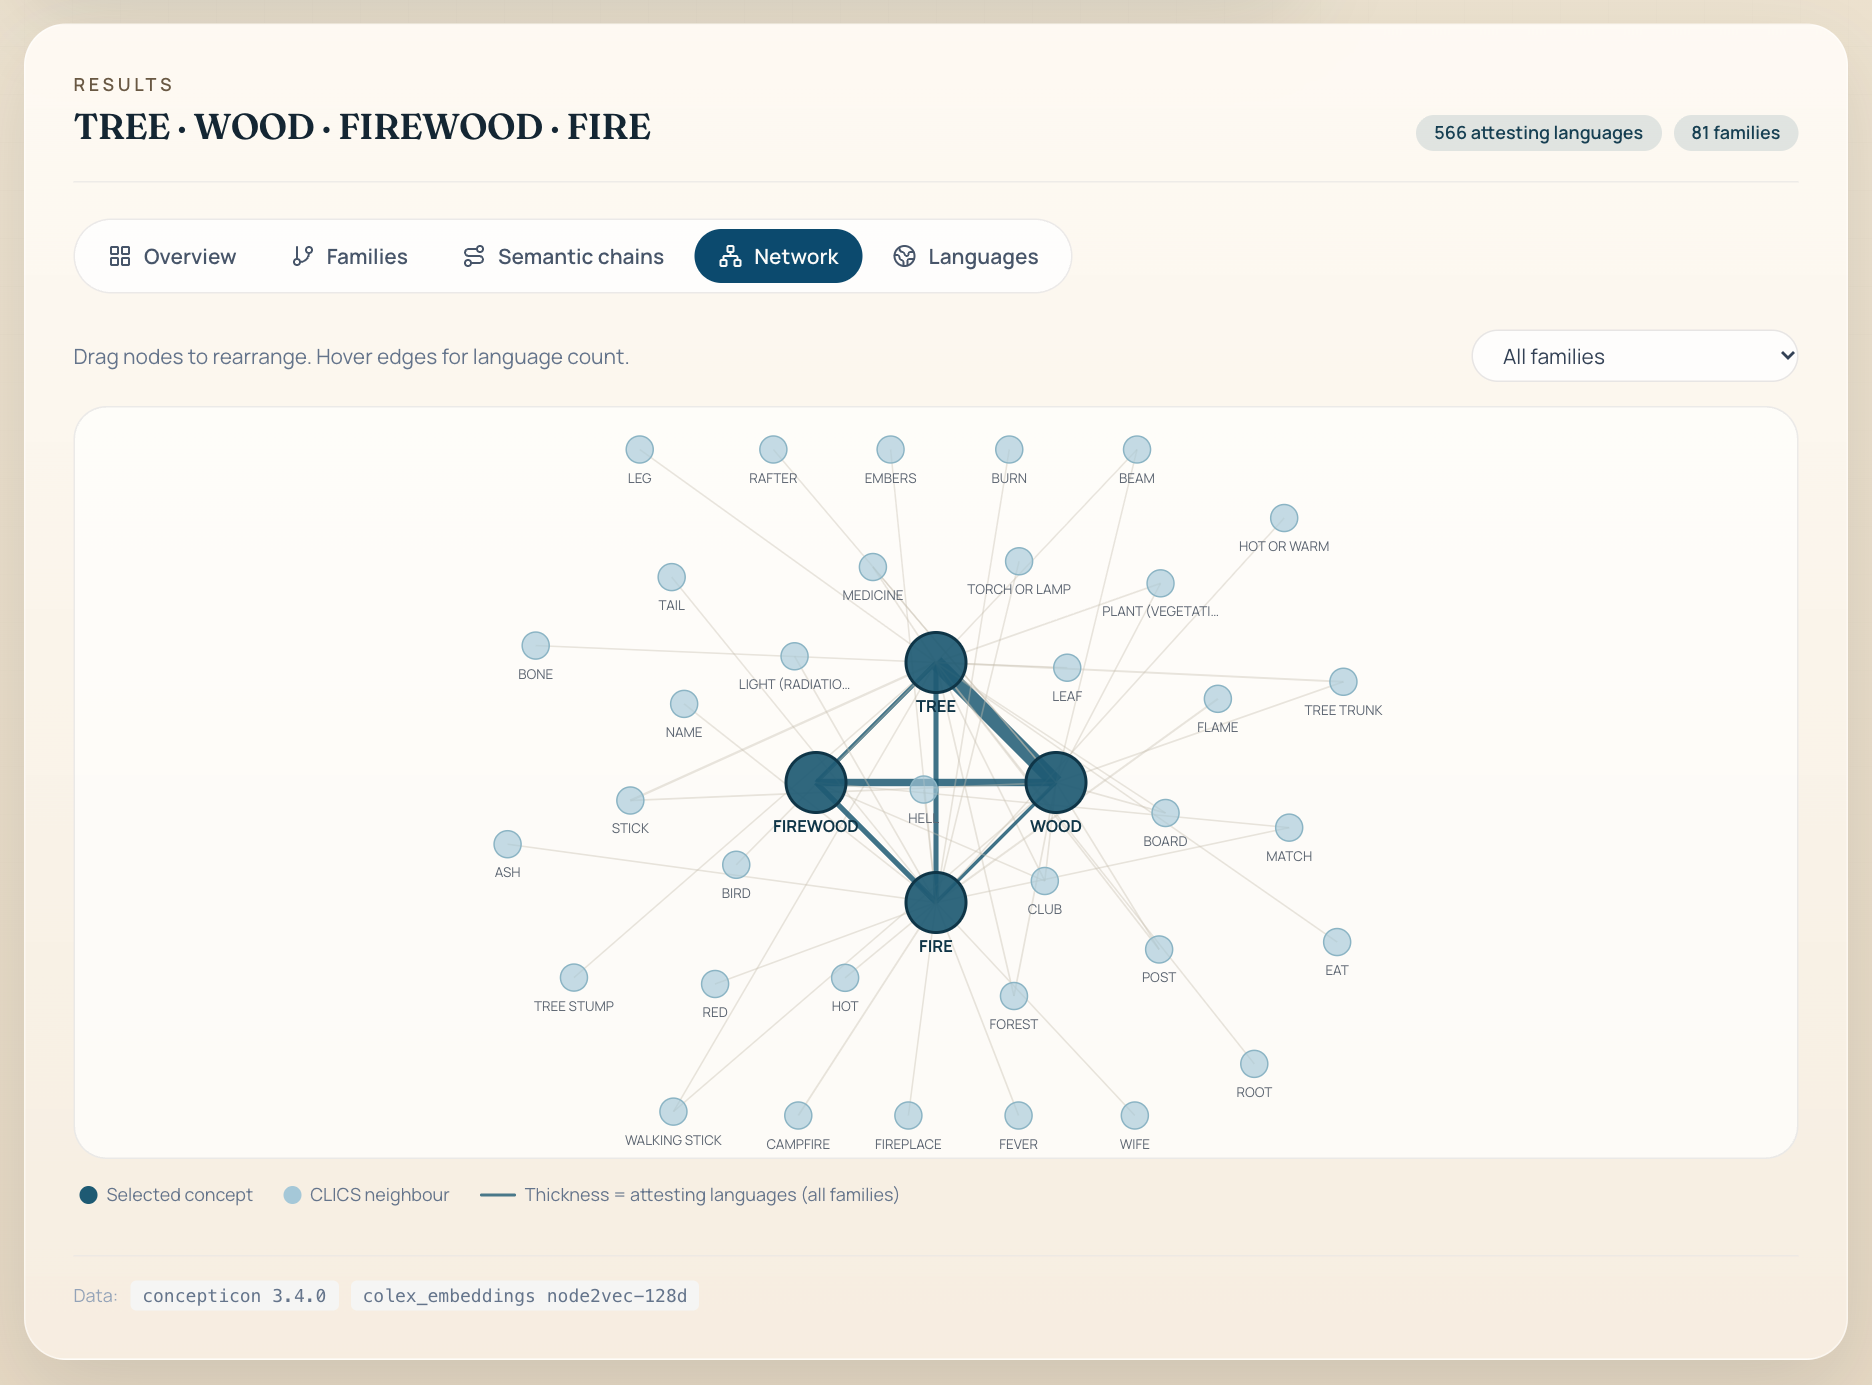 RESULTS
TREE · WOOD · FIREWOOD · FIRE
566 attesting languages
81 families
Overview
Families
Semantic chains
Network
Languages
Drag nodes to rearrange. Hover edges for language count.
All families
LEG
RAFTER
EMBERS
BURN
BEAM
HOT OR WARM
TAIL
MEDICINE
TORCH OR LAMP
PLANT (VEGETATI...
BONE
LIGHT (RADIATIO...
TREE
LEAF
TREE TRUNK
NAME
FLAME
STICK
FIREWOOD
HELL
WOOD
BOARD
MATCH
ASH
BIRD
CLUB
FIRE
EAT
POST
TREE STUMP
RED
HOT
FOREST
ROOT
WALKING STICK
CAMPFIRE
FIREPLACE
FEVER
WIFE
Selected concept
CLICS neighbour
Thickness = attesting languages (all families)
Data: concepticon 3.4.0 colex_embeddings node2vec-128d